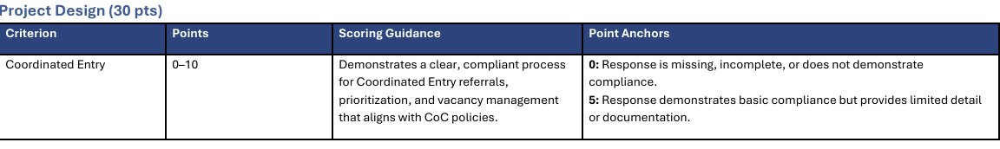 Project Design (30 pts)
Criterion Points Scoring Guidance Point Anchors
Coordinated Entry 0–10 Demonstrates a clear, compliant process 0: Response is missing, incomplete, or does not demonstrate
for Coordinated Entry referrals, compliance.
prioritization, and vacancy management 5: Response demonstrates basic compliance but provides limited detail
that aligns with CoC policies. or documentation.